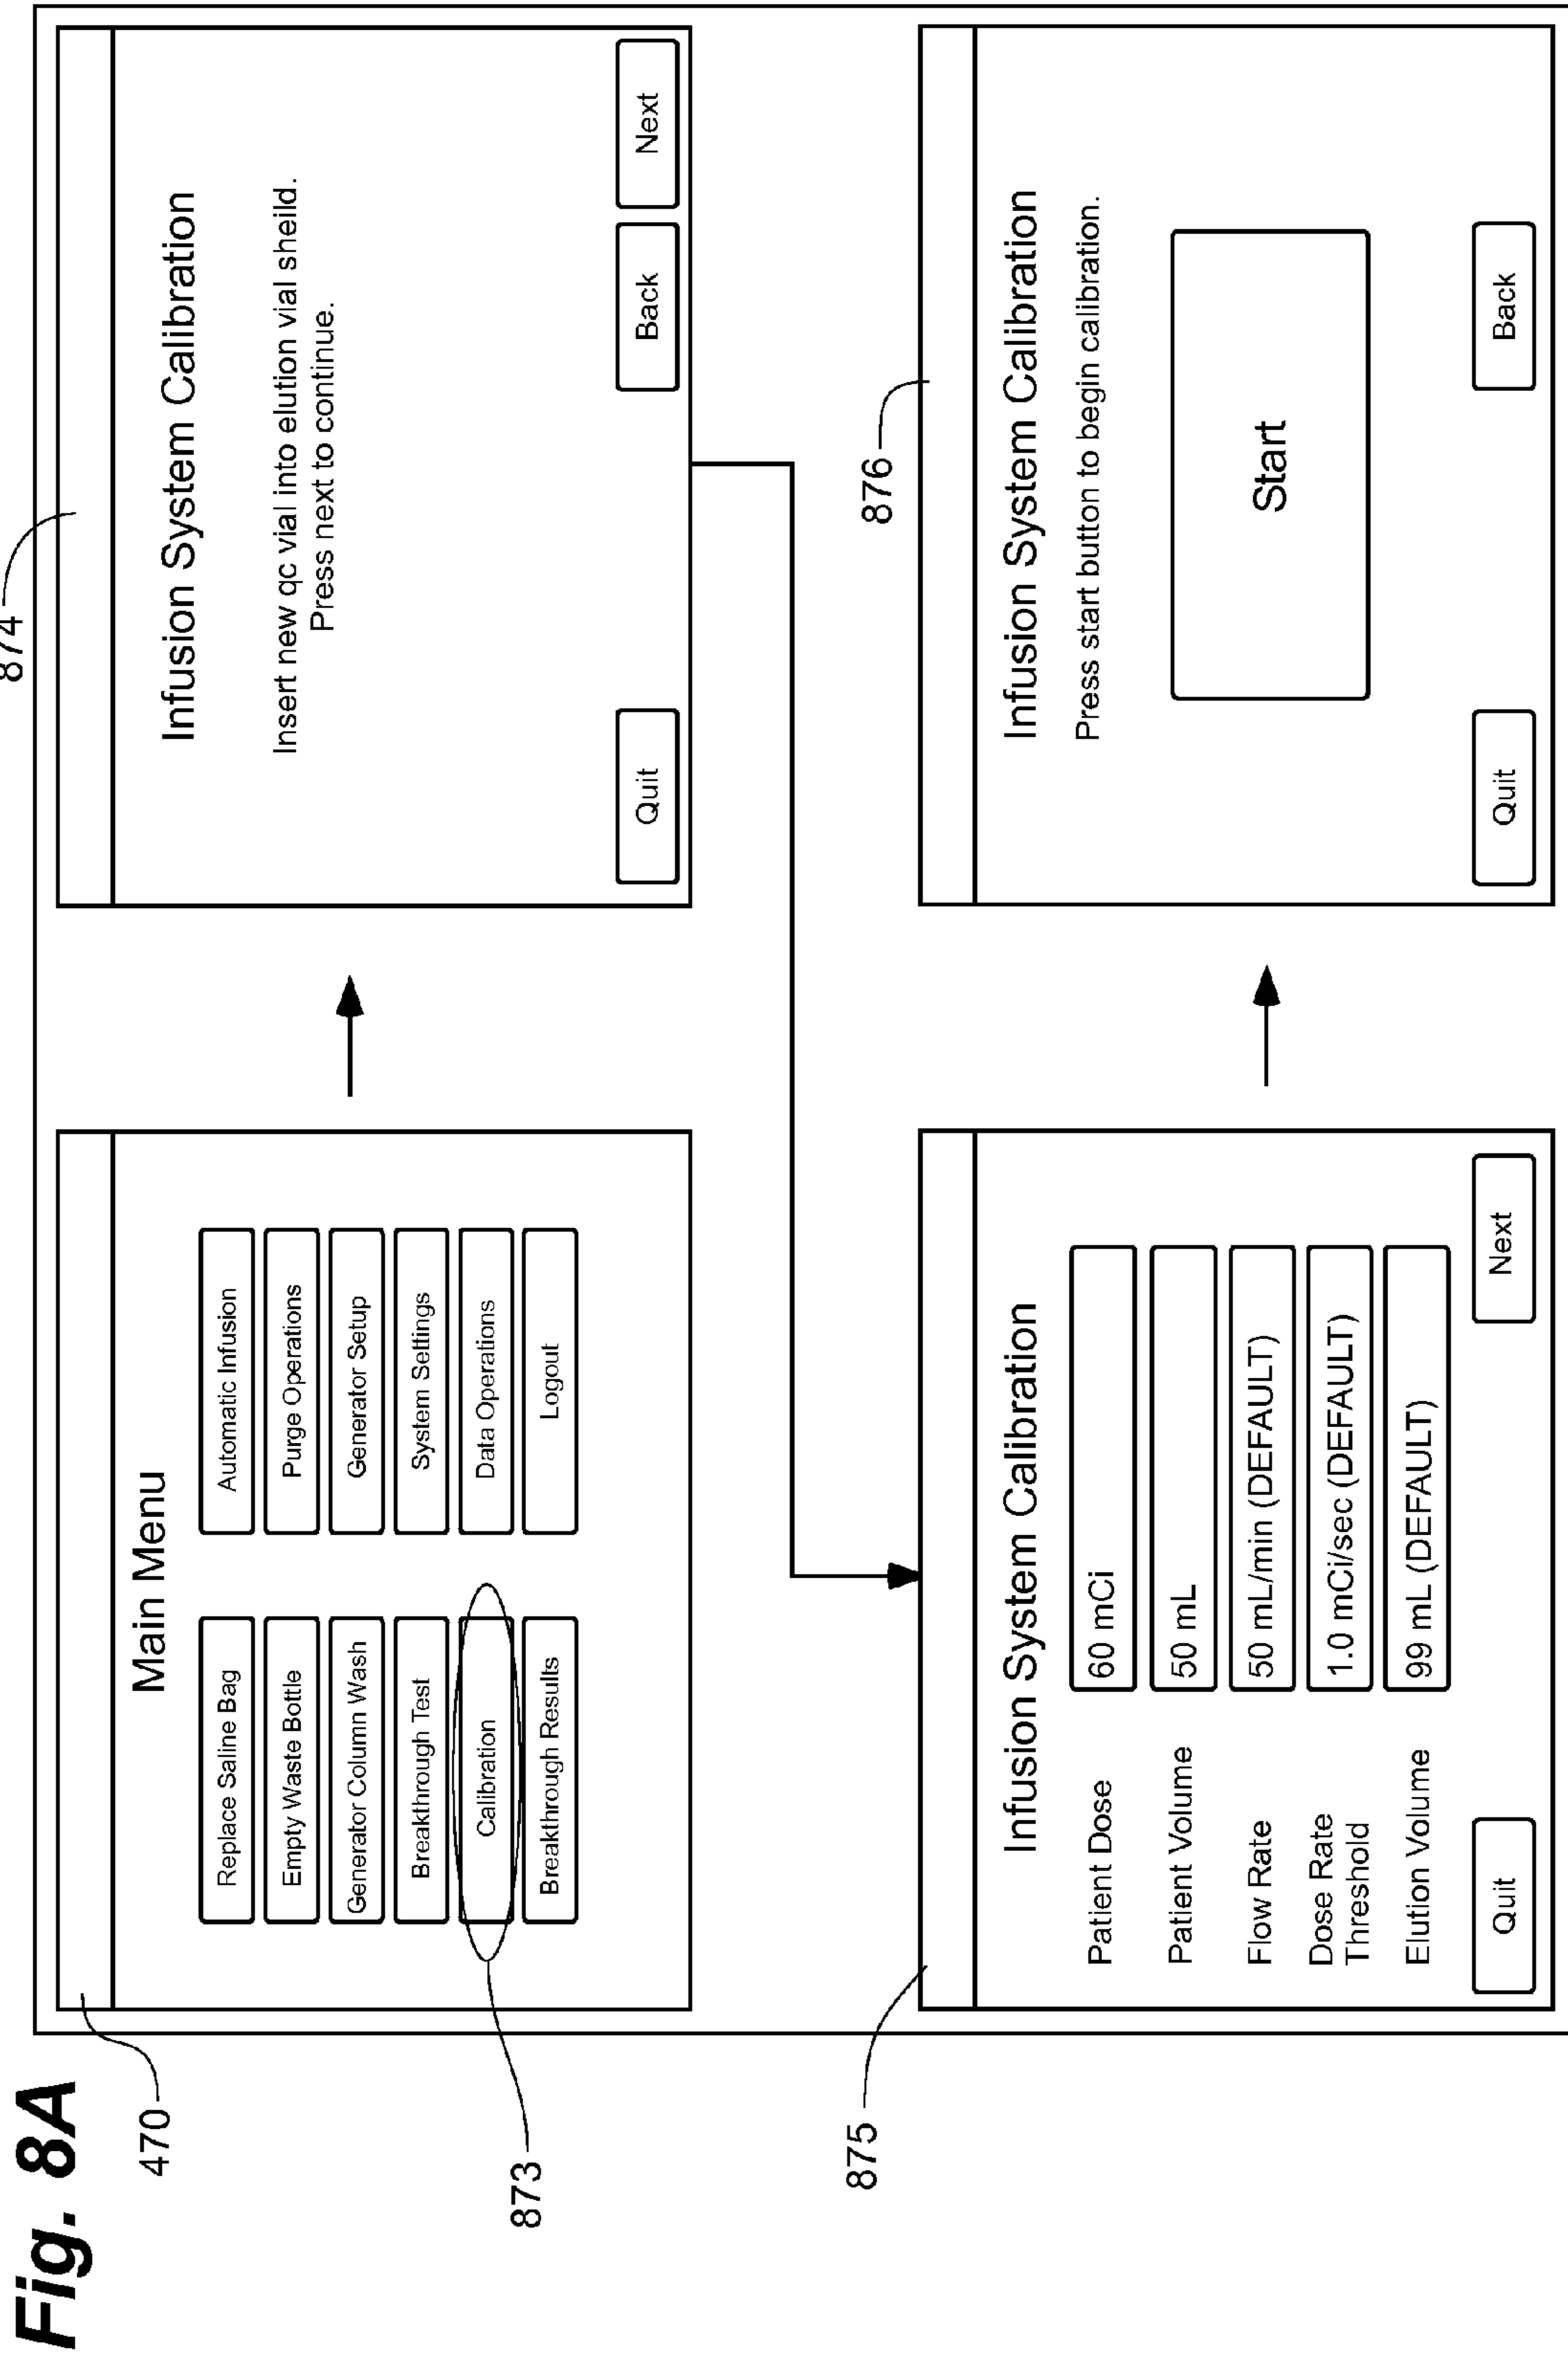 Fig. 8A
470
Main Menu
Replace Saline Bag
Automatic Infusion
Empty Waste Bottle
Purge Operations
Generator Column Wash
Generator Setup
Breakthrough Test
System Settings
Calibration
Data Operations
Breakthrough Results
Logout
873
874
Infusion System Calibration
Insert new qc vial into elution vial sheild.
Press next to continue.
Quit
Back
Next
875
Infusion System Calibration
Patient Dose
60 mCi
Patient Volume
50 mL
Flow Rate
50 mL/min (DEFAULT)
Dose Rate
Threshold
1.0 mCi/sec (DEFAULT)
Elution Volume
99 mL (DEFAULT)
Quit
Next
876
Infusion System Calibration
Press start button to begin calibration.
Start
Quit
Back